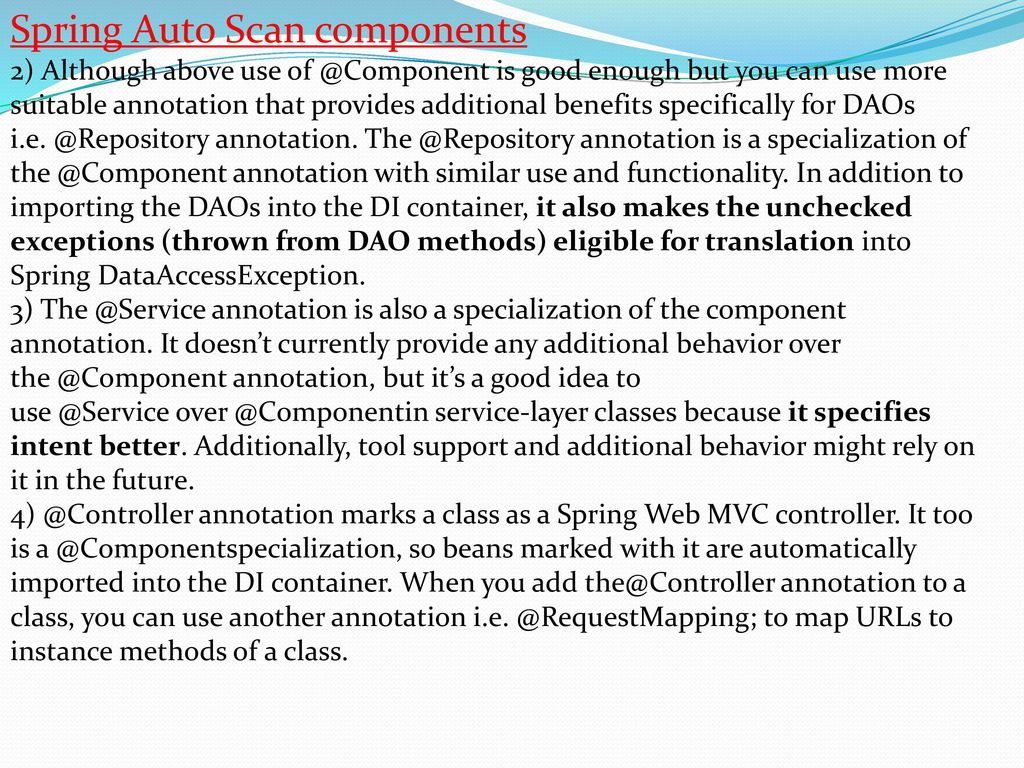 Spring Auto Scan components
2) Although above use of @Component is good enough but you can use more
suitable annotation that provides additional benefits specifically for DAOs
i.e. @Repository annotation. The @Repository annotation is a specialization of
the @Component annotation with similar use and functionality. In addition to
importing the DAOs into the DI container, it also makes the unchecked
exceptions (thrown from DAO methods) eligible for translation into
Spring DataAccessException.
3) The @Service annotation is also a specialization of the component
annotation. It doesn’t currently provide any additional behavior over
the @Component annotation, but it’s a good idea to
use @Service over @Componentin service-layer classes because it specifies
intent better. Additionally, tool support and additional behavior might rely on
it in the future.
4) @Controller annotation marks a class as a Spring Web MVC controller. It too
is a @Componentspecialization, so beans marked with it are automatically
imported into the DI container. When you add the@Controller annotation to a
class, you can use another annotation i.e. @RequestMapping; to map URLs to
instance methods of a class.